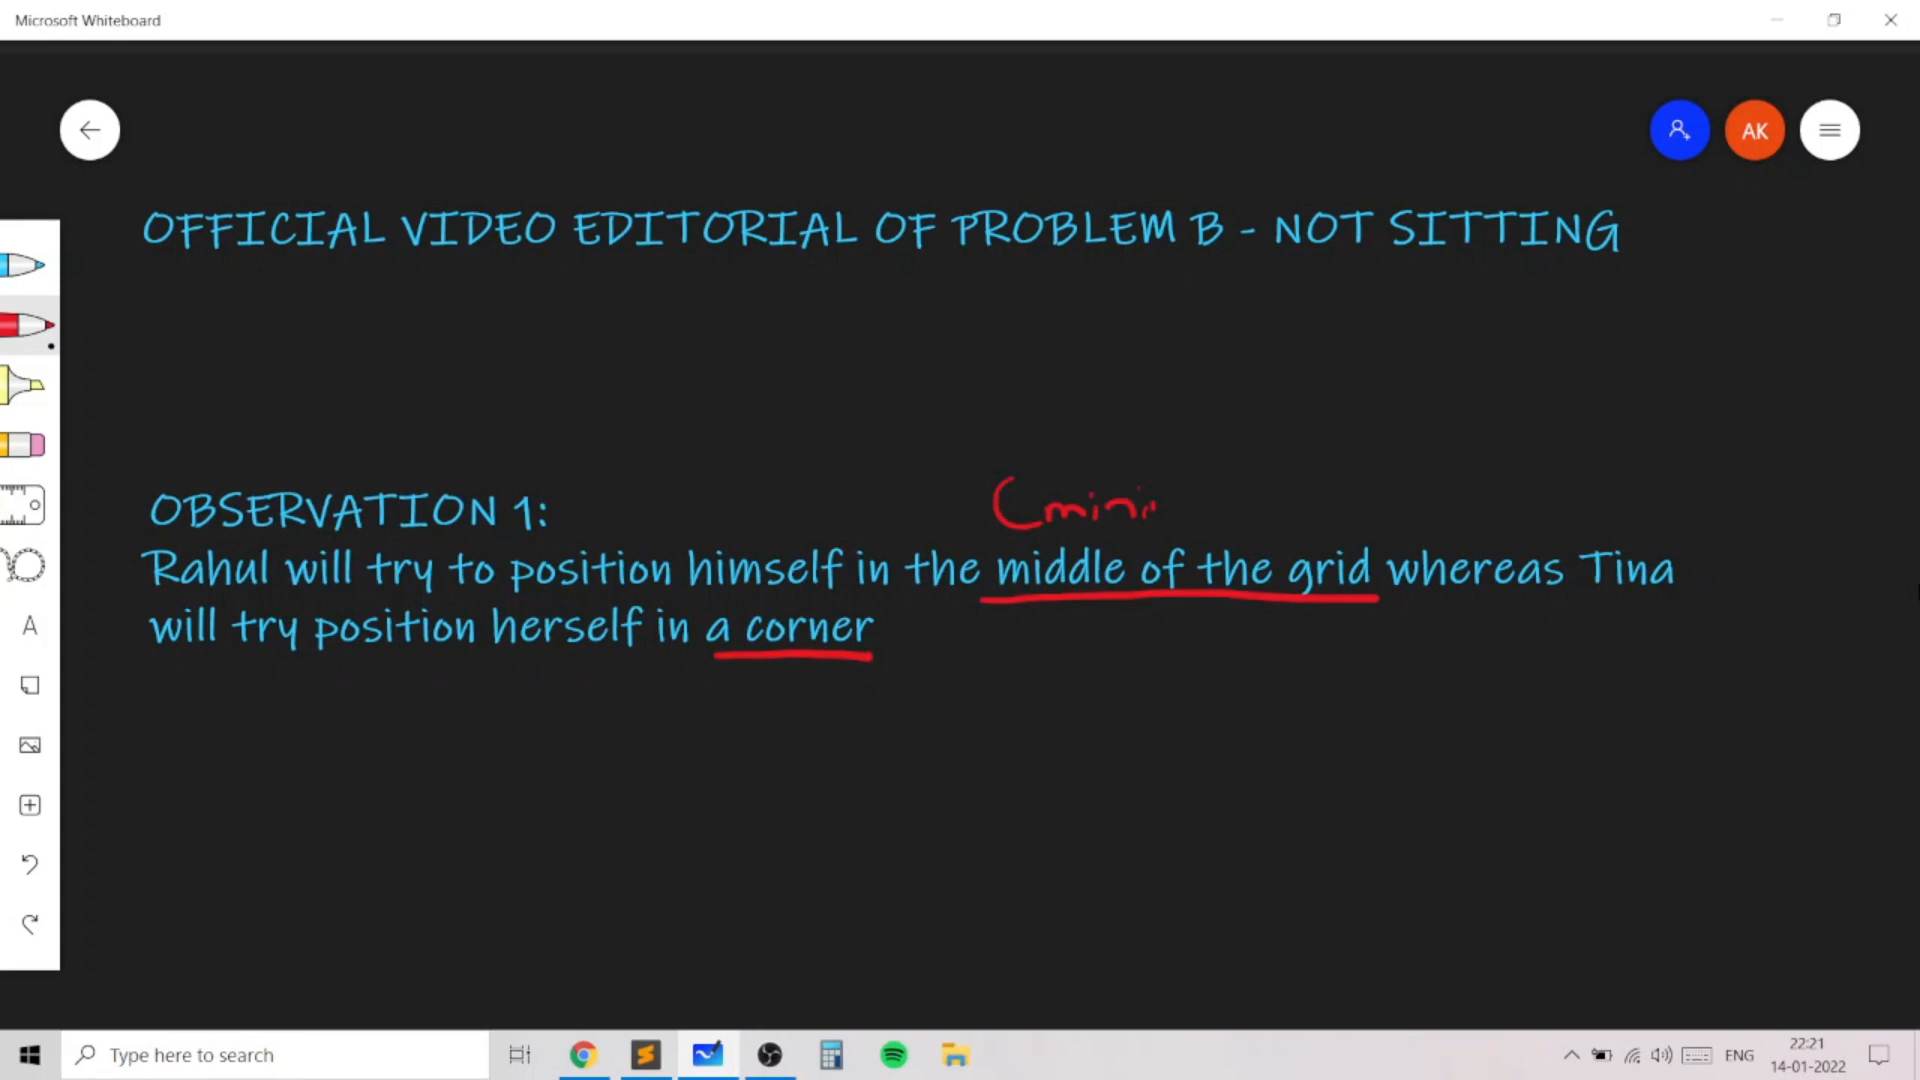 Microsoft Whiteboard
AK
OFFICIAL VIDEO EDITORIAL OF PROBLEM B - NOT SITTING
(mini
OBSERVATION 1:
Rahul will try to position himself in the middle of the grid whereas Tina
will try position herself in a corner
A
Type here to search
ENG
22:21
14-01-2022